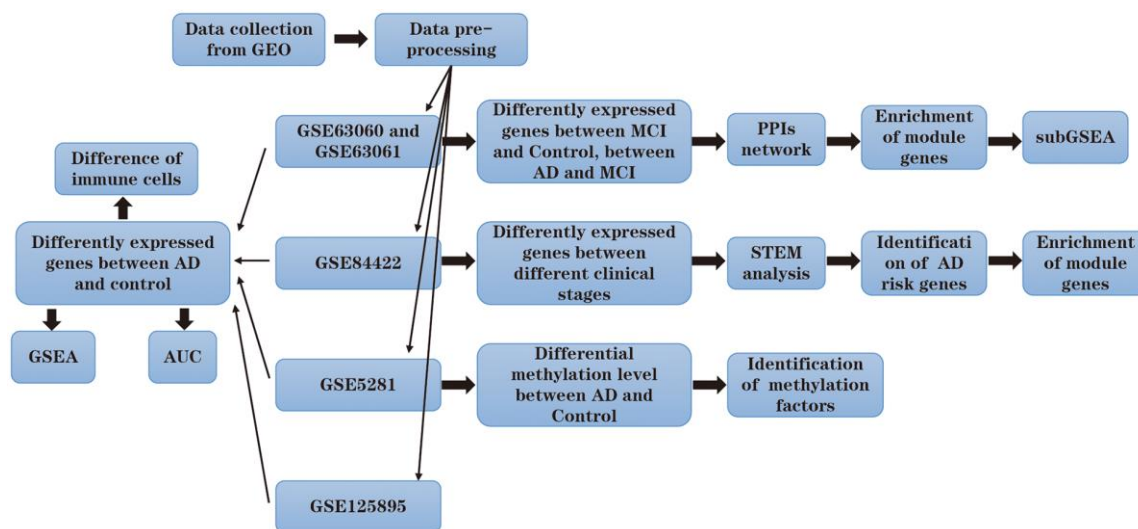 Data collection
from GEO
Data pre-
processing
GSE63060 and
GSE63061
Differently expressed
genes between MCI
and Control, between
AD and MCI
PPIs
network
Enrichment
of module
genes
subGSEA
Difference of
immune cells
Differently expressed
genes between AD
and control
GSEA
AUC
GSE84422
Differently expressed
genes between
different clinical
stages
STEM
analysis
Identificati
on of AD
risk genes
Enrichment
of module
genes
GSE5281
Differential
methylation level
between AD and
Control
Identification
of methylation
factors
GSE125895